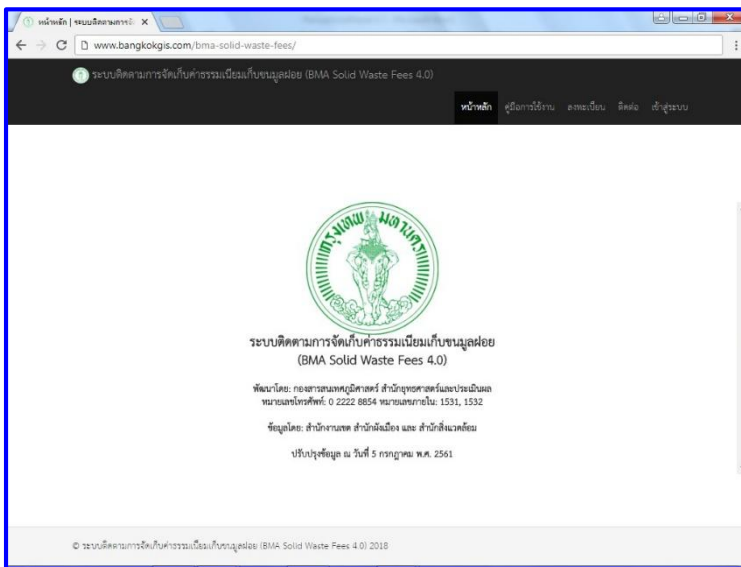 หน้าหลัก | ระบบติดตามการจั
www.bangkokgis.com/bma-solid-waste-fees/
ระบบติดตามการจัดเก็บค่าธรรมเนียมเก็บขนมูลฝอย (BMA Solid Waste Fees 4.0)
หน้าหลัก คู่มือการใช้งาน ลงทะเบียน ติดต่อ เข้าสู่ระบบ
กรุงเทพมหานคร
ระบบติดตามการจัดเก็บค่าธรรมเนียมเก็บขนมูลฝอย
(BMA Solid Waste Fees 4.0)
พัฒนาโดย: กองสารสนเทศภูมิศาสตร์ สำนักยุทธศาสตร์และประเมินผล
หมายเลขโทรศัพท์: 0 2222 8854 หมายเลขภายใน: 1531, 1532
ข้อมูลโดย: สำนักงานเขต สำนักผังเมือง และ สำนักสิ่งแวดล้อม
ปรับปรุงข้อมูล ณ วันที่ 5 กรกฎาคม พ.ศ. 2561
© ระบบติดตามการจัดเก็บค่าธรรมเนียมเก็บขนมูลฝอย (BMA Solid Waste Fees 4.0) 2018